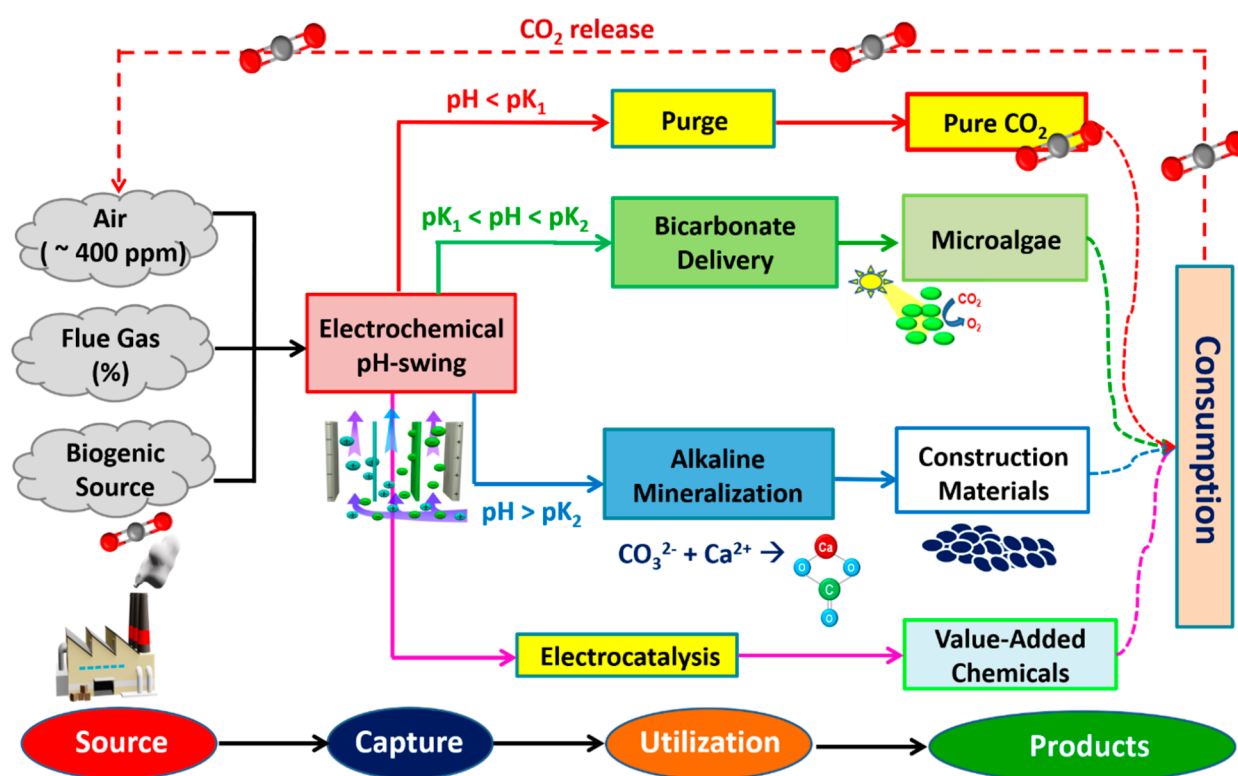 CO₂ release
pH < pK₁
Purge
Pure CO₂
Air
( ~ 400 ppm)
pK₁ < pH < pK₂
Bicarbonate
Delivery
Microalgae
CO₂
O₂
Flue Gas
(%)
Electrochemical
pH-swing
Consumption
Biogenic
Source
pH > pK₂
Alkaline
Mineralization
Construction
Materials
CO₃²⁻ + Ca²⁺ →
Ca
O
O
C
O
Electrocatalysis
Value-Added
Chemicals
Source
Capture
Utilization
Products